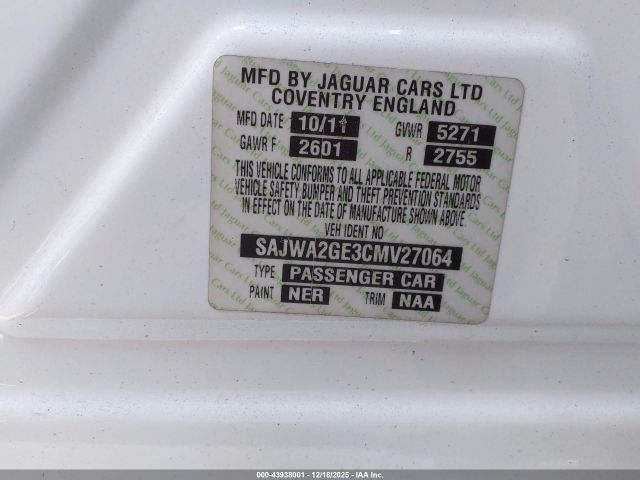 MFD BY JAGUAR CARS LTD
COVENTRY ENGLAND
MFD DATE 10/11 GVWR 5271
GAWR F 2601 R 2755
THIS VEHICLE CONFORMS TO ALL APPLICABLE FEDERAL MOTOR
VEHICLE SAFETY BUMPER AND THEFT PREVENTION STANDARDS
IN EFFECT ON THE DATE OF MANUFACTURE SHOWN ABOVE.
VEH IDENT NO
SAJWA2GE3CMV27064
TYPE PASSENGER CAR
PAINT NER TRIM NAA
000-43938001 - 12/18/2025 - IAA Inc.